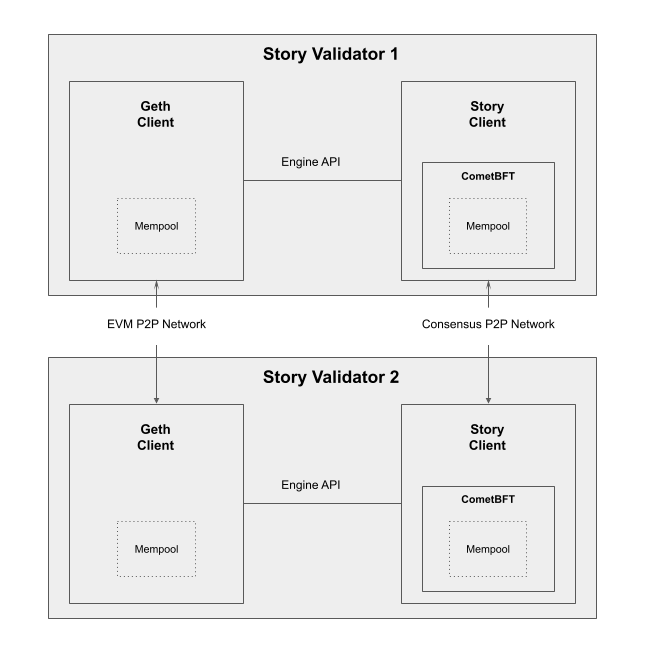 Story Validator 1
Geth
Client
Story
Client
Engine API
CometBFT
Mempool
Mempool
EVM P2P Network
Consensus P2P Network
Story Validator 2
Geth
Client
Story
Client
Engine API
CometBFT
Mempool
Mempool